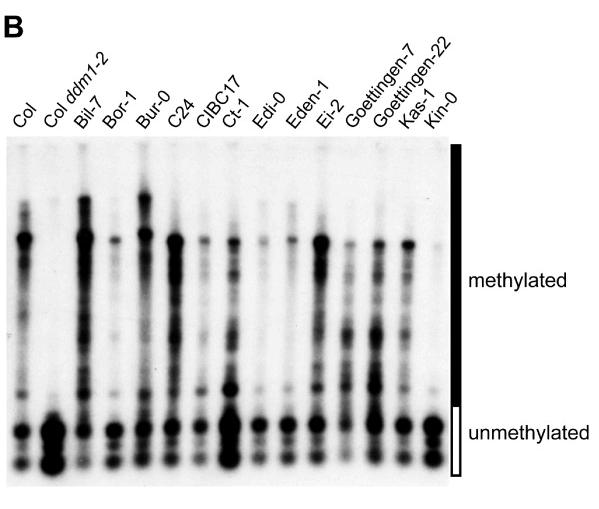 B
Col
Col ddm1-2
Bil-7
Bor-1
Bur-0
C24
CIBC17
Ct-1
Edi-0
Eden-1
Ei-2
Goettingen-7
Goettingen-22
Kas-1
Kin-0
methylated
unmethylated